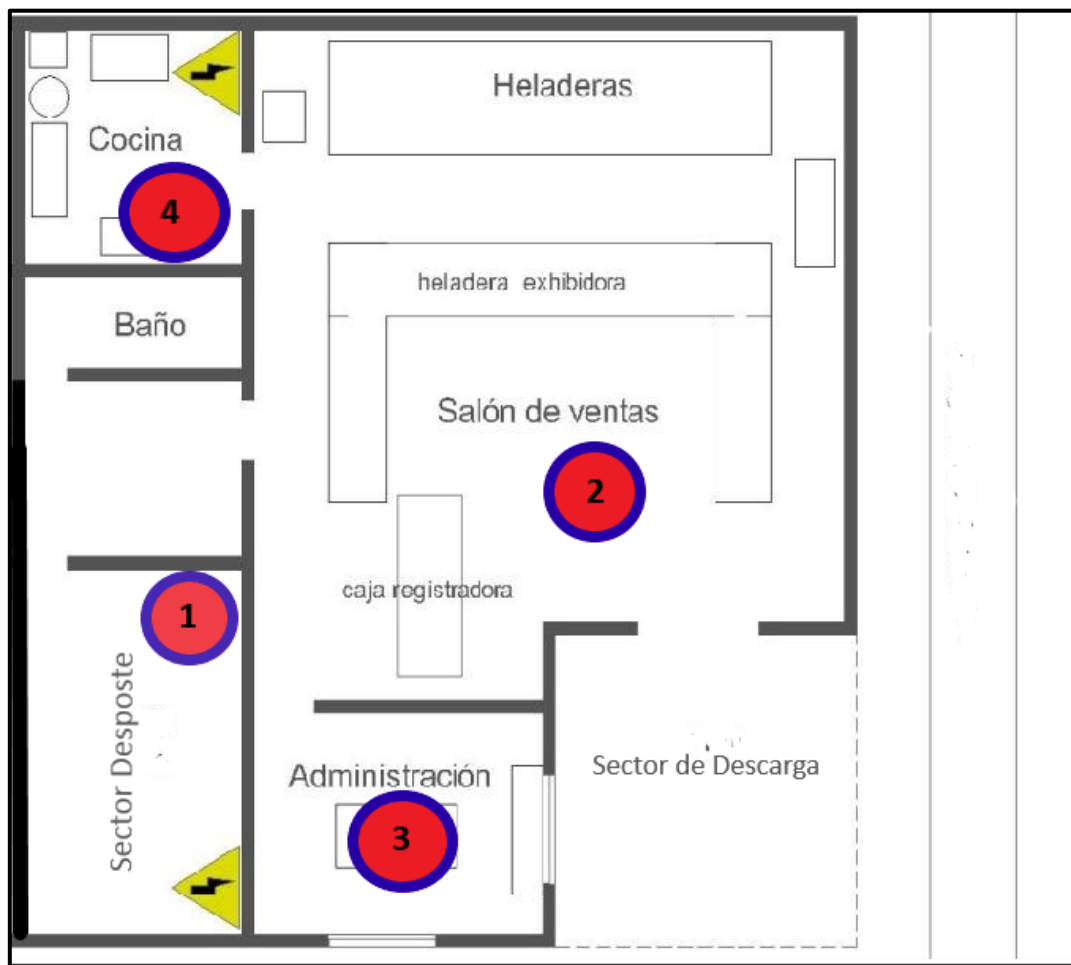 Heladeras
Cocina
4
heladera exhibidora
Baño
Salón de ventas
2
caja registradora
1
Sector Desposte
Administración
Sector de Descarga
3